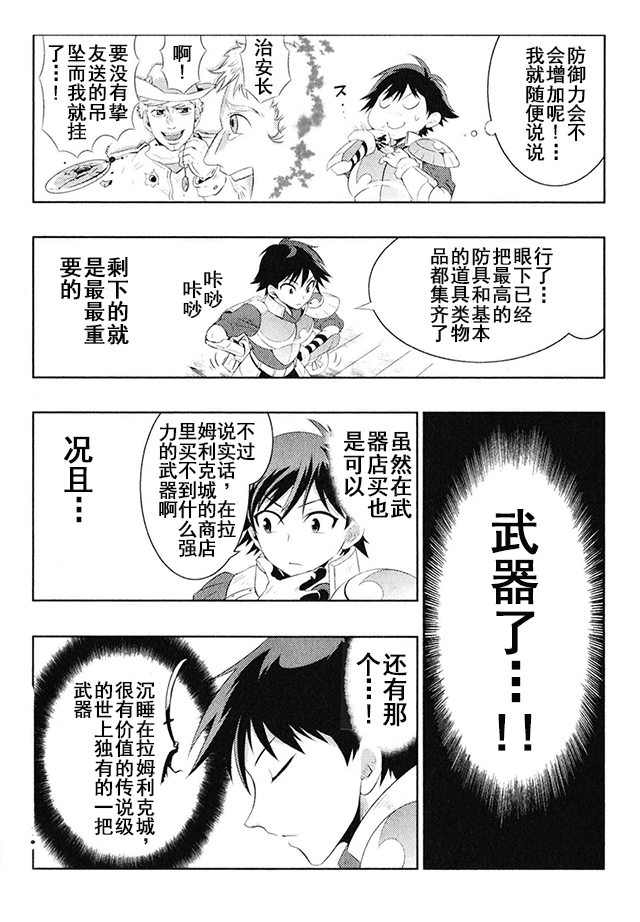 防御力会不
会增加呢！…
我就随便说说
ス…
治安长
啊！
要没有挚
友送的吊
坠而我就挂
了…！
行了…
眼下已经
把最高的
防具和基本
的道具类物
品都集齐了
咔吵
咔吵
剩下的就
是最最重
要的
武器了…！！
虽然在武
器店买也
是可以
不过
说实话，在拉
姆利克城的商店
里买不到什么强
力的武器啊
况且…
还有那
个…！
沉睡在拉姆利克城，
很有价值的传说级
的世上独有的一把
武器